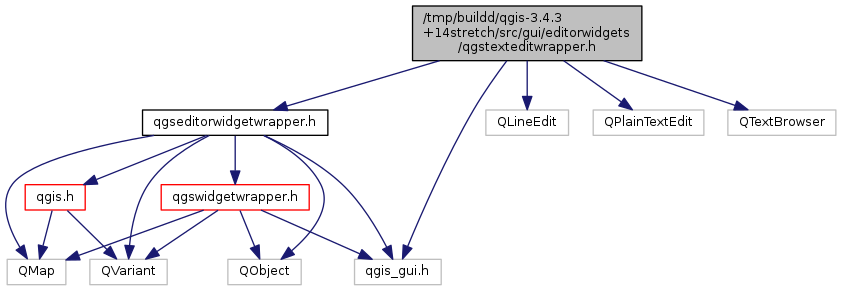 /tmp/buildd/qgis-3.4.3
+14stretch/src/gui/editorwidgets
/qgstexteditwrapper.h
qgseditorwidgetwrapper.h
QLineEdit
QPlainTextEdit
QTextBrowser
qgis.h
qgswidgetwrapper.h
QMap
QVariant
QObject
qgis_gui.h